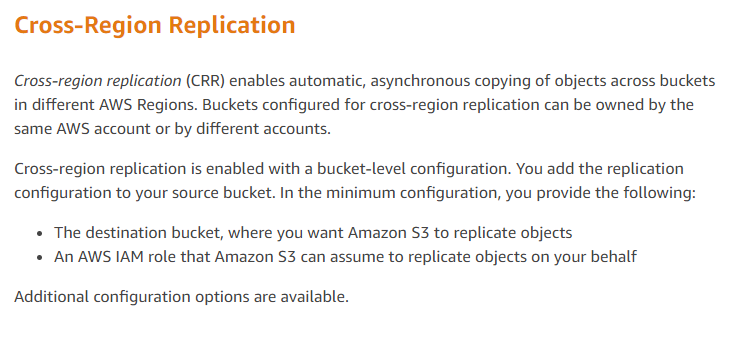 Cross-Region Replication
Cross-region replication (CRR) enables automatic, asynchronous copying of objects across buckets
in different AWS Regions. Buckets configured for cross-region replication can be owned by the
same AWS account or by different accounts.
Cross-region replication is enabled with a bucket-level configuration. You add the replication
configuration to your source bucket. In the minimum configuration, you provide the following:
• The destination bucket, where you want Amazon S3 to replicate objects
• An AWS IAM role that Amazon S3 can assume to replicate objects on your behalf
Additional configuration options are available.